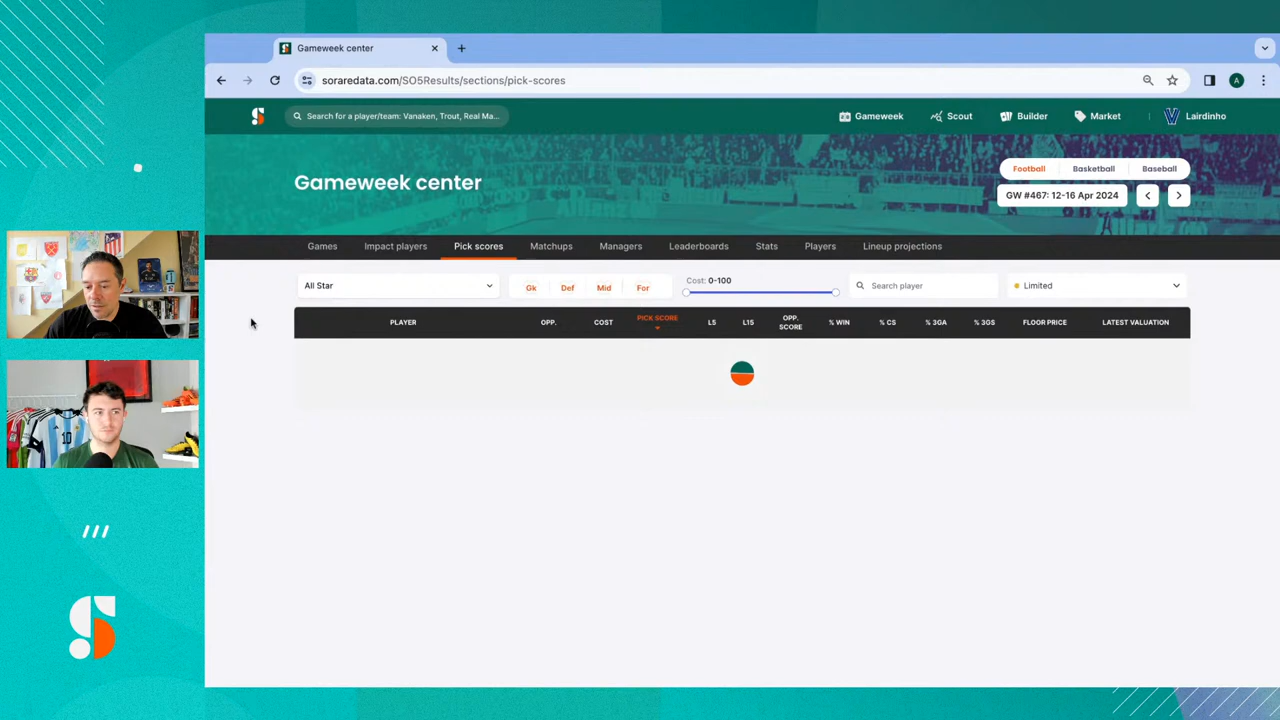 Gameweek center
soraredata.com/SO5Results/sections/pick-scores
A
Search for a player/team: Vanaken, Trout, Real Ma...
Gameweek
Scout
Builder
Market
Lairdinho
Gameweek center
Football
Basketball
Baseball
GW #467: 12-16 Apr 2024
Games
Impact players
Pick scores
Matchups
Managers
Leaderboards
Stats
Players
Lineup projections
All Star
Gk
Def
Mid
For
Cost: 0-100
Search player
Limited
PLAYER
OPP.
COST
PICK SCORE
L5
L15
OPP.
SCORE
% WIN
% CS
% 3GA
% 3GS
FLOOR PRICE
LATEST VALUATION
10